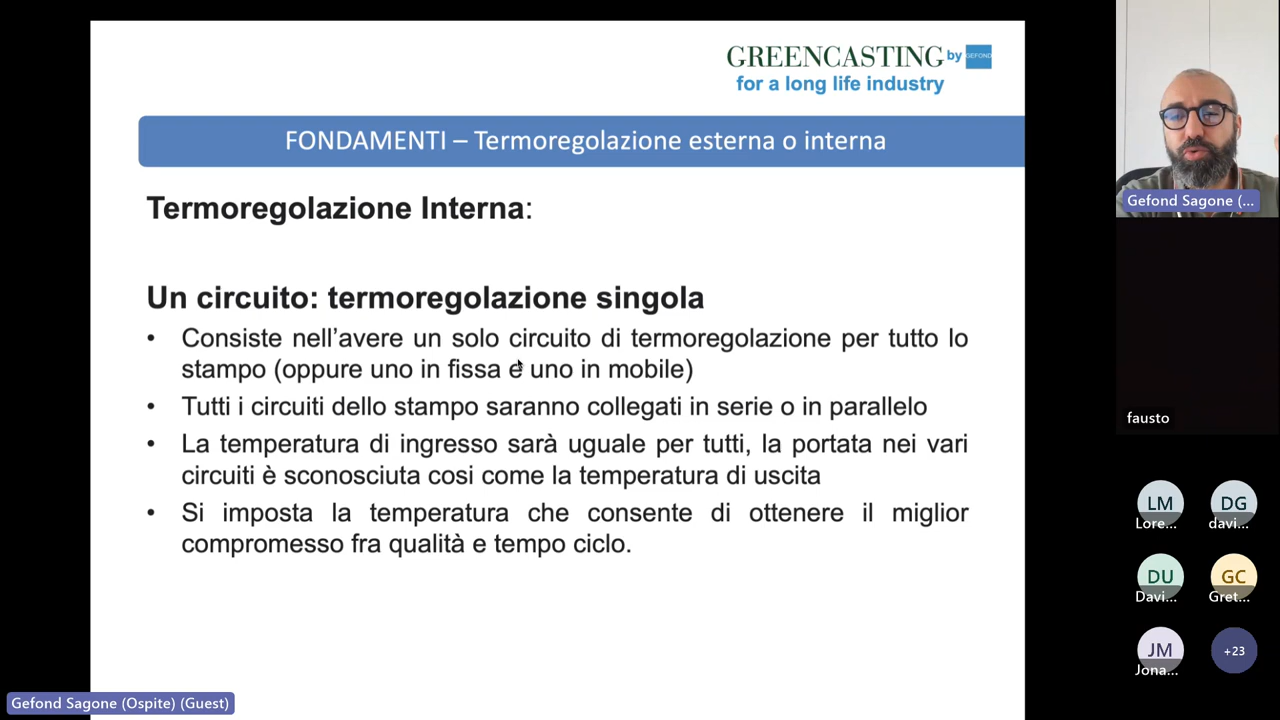 GREENCASTING by GEFOND
for a long life industry
FONDAMENTI – Termoregolazione esterna o interna
Termoregolazione Interna:
Un circuito: termoregolazione singola
• Consiste nell'avere un solo circuito di termoregolazione per tutto lo
stampo (oppure uno in fissa e uno in mobile)
• Tutti i circuiti dello stampo saranno collegati in serie o in parallelo
• La temperatura di ingresso sarà uguale per tutti, la portata nei vari
circuiti è sconosciuta cosi come la temperatura di uscita
• Si imposta la temperatura che consente di ottenere il miglior
compromesso fra qualità e tempo ciclo.
Gefond Sagone (Ospite) (Guest)
Gefond Sagone (...
fausto
LM
Lore...
DG
davi...
DU
Davi...
GC
Gret...
JM
Jona...
+23